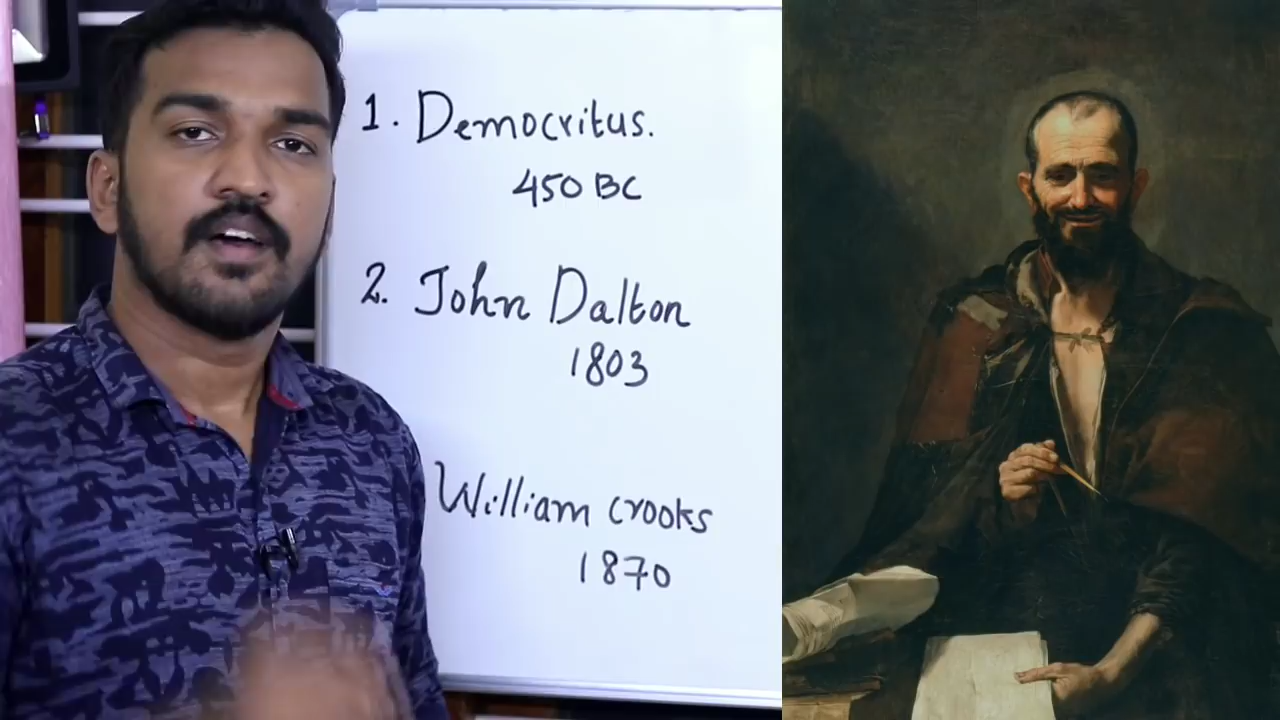 1. Democritus.
450 BC
2. John Dalton
1803
William crooks
1870